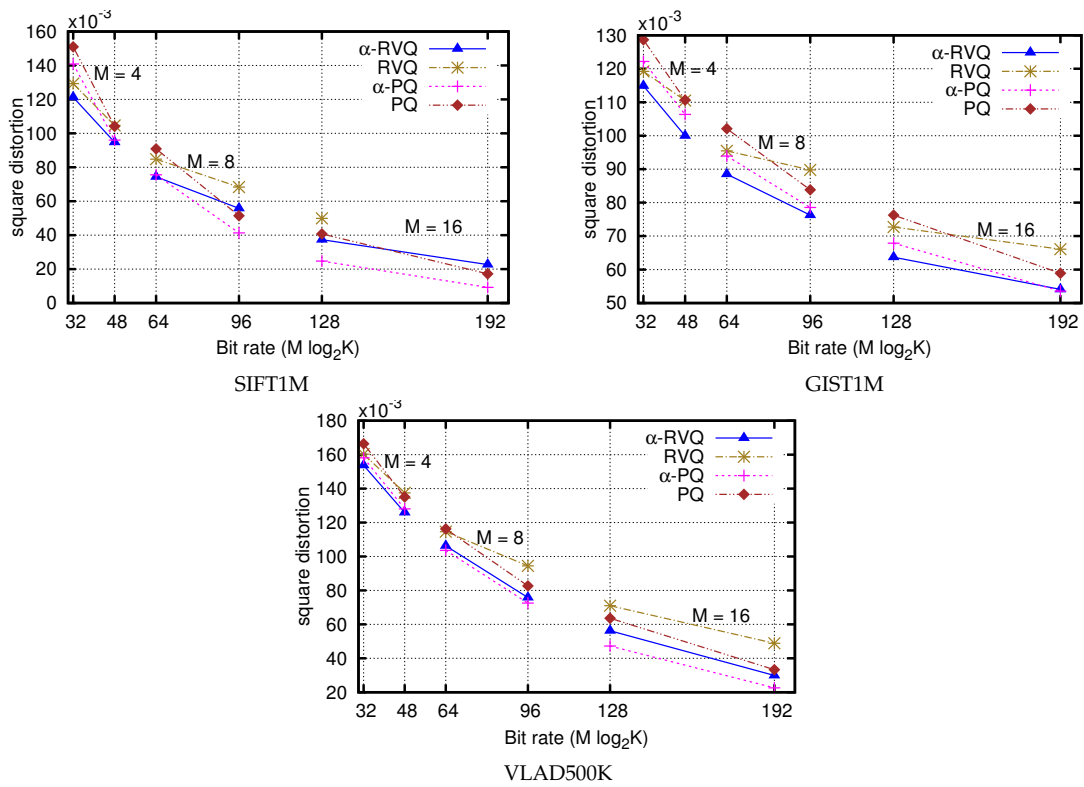 x10-3
160
140
120
100
80
60
40
20
0
square distortion
α-RVQ
RVQ
α-PQ
PQ
M = 4
M = 8
M = 16
32 48 64 96 128 192
Bit rate (M log2K)
SIFT1M
x10-3
130
120
110
100
90
80
70
60
50
square distortion
α-RVQ
RVQ
α-PQ
PQ
M = 4
M = 8
M = 16
32 48 64 96 128 192
Bit rate (M log2K)
GIST1M
x10-3
180
160
140
120
100
80
60
40
20
square distortion
α-RVQ
RVQ
α-PQ
PQ
M = 4
M = 8
M = 16
32 48 64 96 128 192
Bit rate (M log2K)
VLAD500K